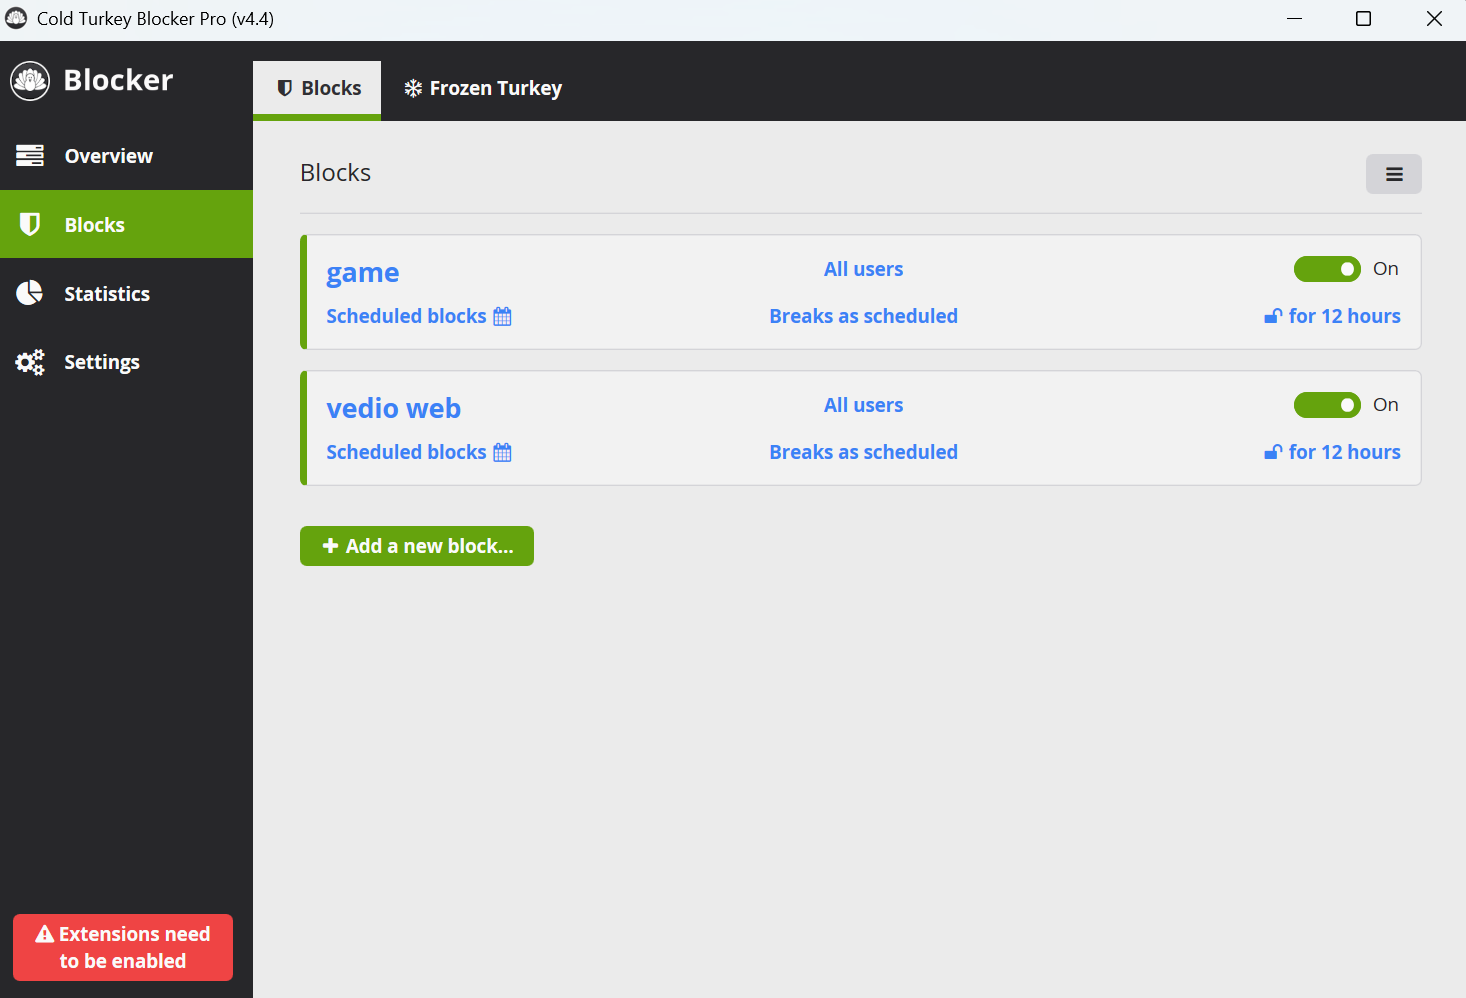 Cold Turkey Blocker Pro (v4.4)
Blocker
Blocks
Frozen Turkey
Overview
Blocks
Statistics
Settings
Blocks
game
All users
On
Scheduled blocks
Breaks as scheduled
for 12 hours
vedio web
All users
On
Scheduled blocks
Breaks as scheduled
for 12 hours
+ Add a new block...
Extensions need
to be enabled